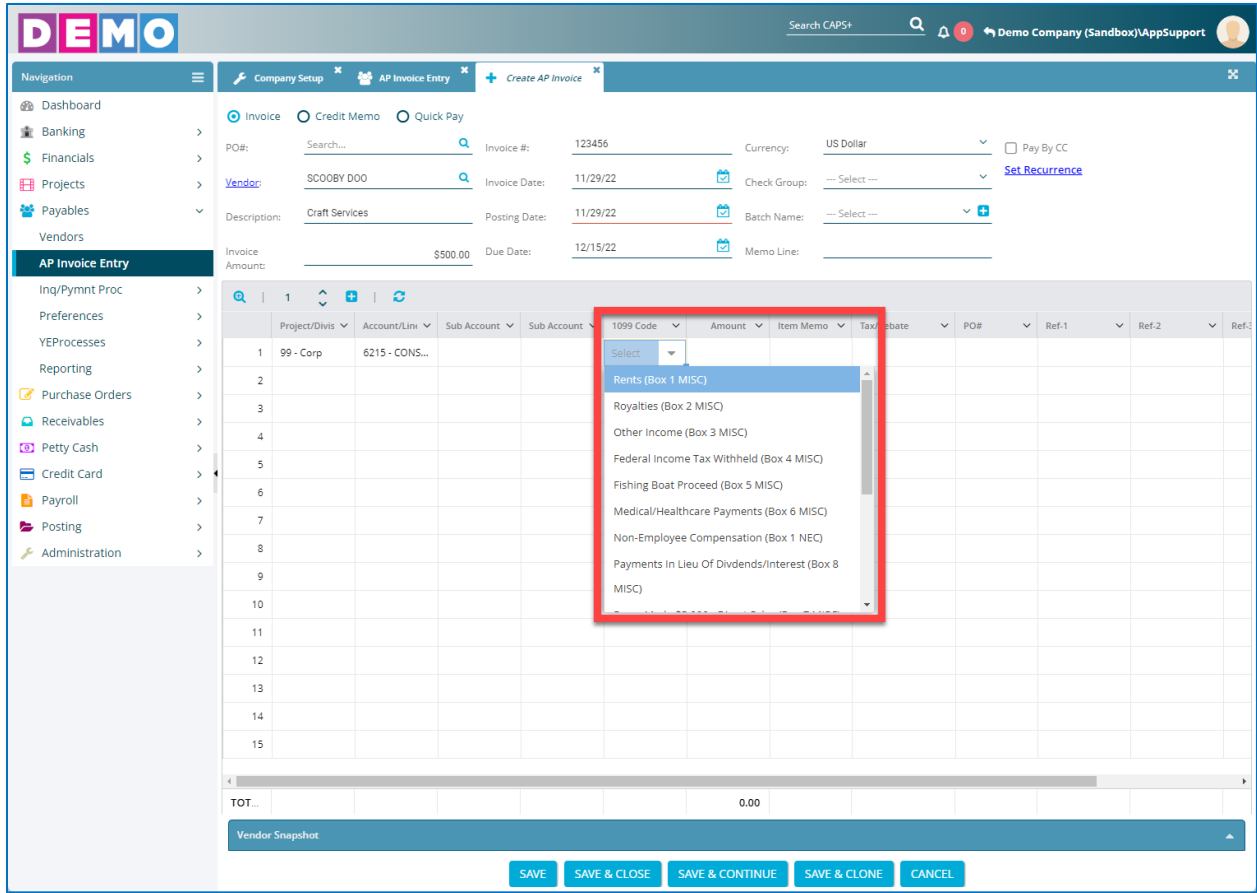 DEMO
Search CAPS+
0
Demo Company (Sandbox)\AppSupport
Navigation
Company Setup
AP Invoice Entry
Create AP Invoice
Dashboard
Banking
Financials
Projects
Payables
Vendors
AP Invoice Entry
Inq/Pymnt Proc
Preferences
YEProcesses
Reporting
Purchase Orders
Receivables
Petty Cash
Credit Card
Payroll
Posting
Administration
Invoice Credit Memo Quick Pay
PO#: Search... Invoice #: 123456 Currency: US Dollar Pay By CC
Vendor: SCOOBY DOO Invoice Date: 11/29/22 Check Group: --- Select --- Set Recurrence
Description: Craft Services Posting Date: 11/29/22 Batch Name: --- Select ---
Invoice Amount: $500.00 Due Date: 12/15/22 Memo Line:
1
Project/Divis Account/Line Sub Account Sub Account 1099 Code Amount Item Memo PO# Ref-1 Ref-2
1 99 - Corp 6215 - CONS... Select
2
3
4
5
6
7
8
9
10
11
12
13
14
15
Rents (Box 1 MISC)
Royalties (Box 2 MISC)
Other Income (Box 3 MISC)
Federal Income Tax Withheld (Box 4 MISC)
Fishing Boat Proceed (Box 5 MISC)
Medical/Healthcare Payments (Box 6 MISC)
Non-Employee Compensation (Box 1 NEC)
Payments In Lieu Of Divdends/Interest (Box 8
MISC)
TOT... 0.00
Vendor Snapshot
SAVE SAVE & CLOSE SAVE & CONTINUE SAVE & CLONE CANCEL